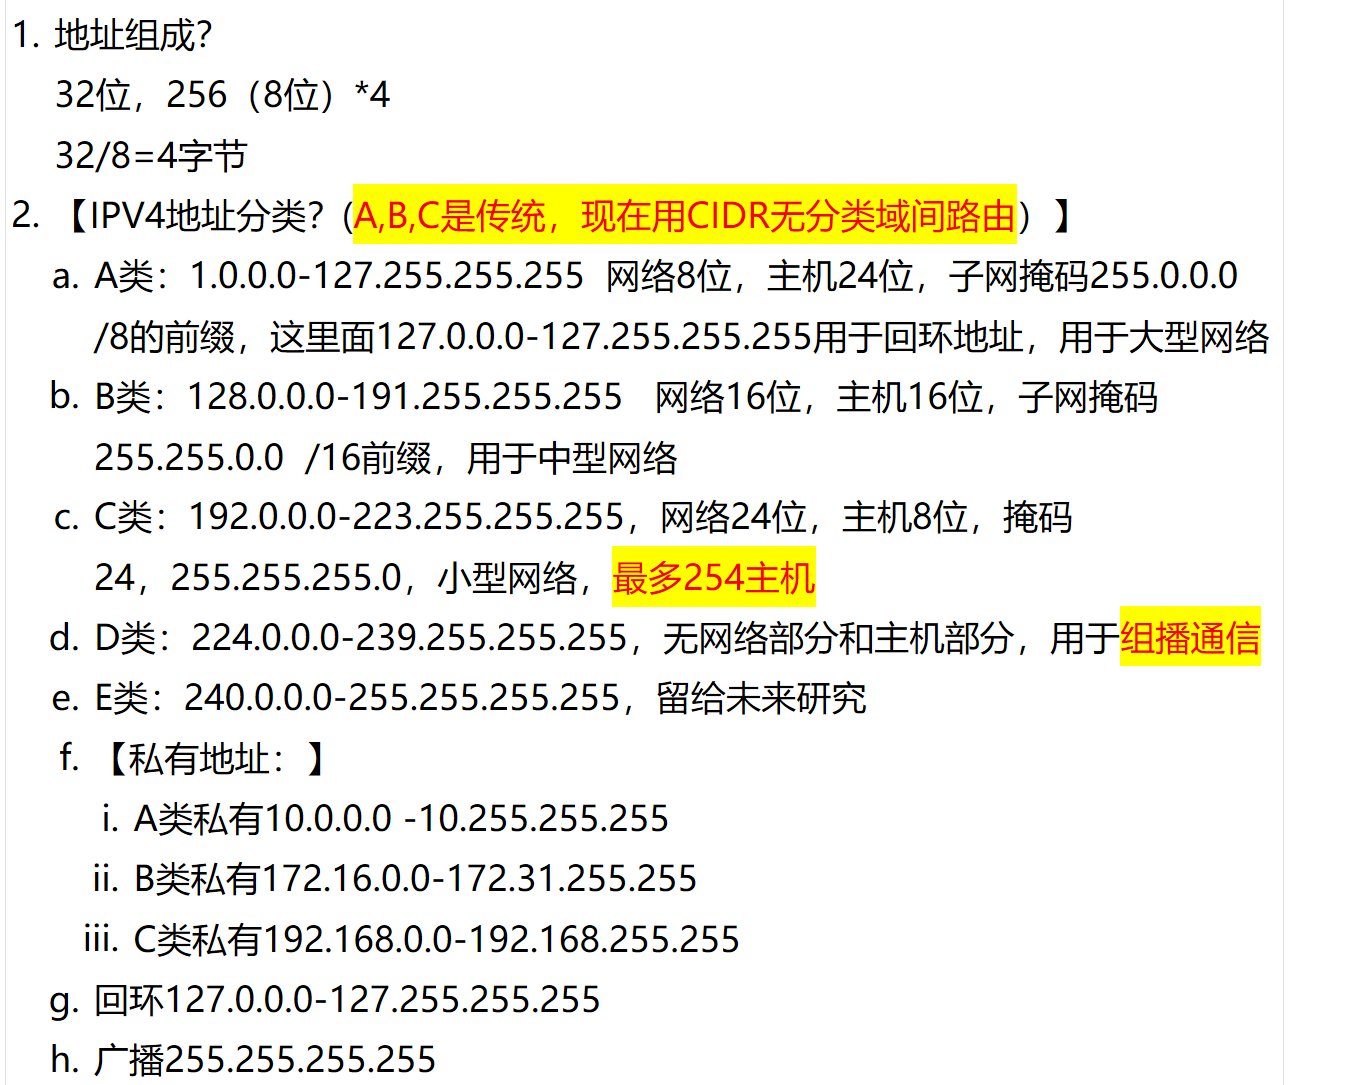 1. 地址组成？
32位，256（8位）*4
32/8=4字节
2. 【IPV4地址分类？(A,B,C是传统，现在用CIDR无分类域间路由）】
a. A类：1.0.0.0-127.255.255.255 网络8位，主机24位，子网掩码255.0.0.0
/8的前缀，这里面127.0.0.0-127.255.255.255用于回环地址，用于大型网络
b. B类：128.0.0.0-191.255.255.255 网络16位，主机16位，子网掩码
255.255.0.0 /16前缀，用于中型网络
c. C类：192.0.0.0-223.255.255.255，网络24位，主机8位，掩码
24，255.255.255.0，小型网络，最多254主机
d. D类：224.0.0.0-239.255.255.255，无网络部分和主机部分，用于组播通信
e. E类：240.0.0.0-255.255.255.255，留给未来研究
f. 【私有地址：】
i. A类私有10.0.0.0 -10.255.255.255
ii. B类私有172.16.0.0-172.31.255.255
iii. C类私有192.168.0.0-192.168.255.255
g. 回环127.0.0.0-127.255.255.255
h. 广播255.255.255.255